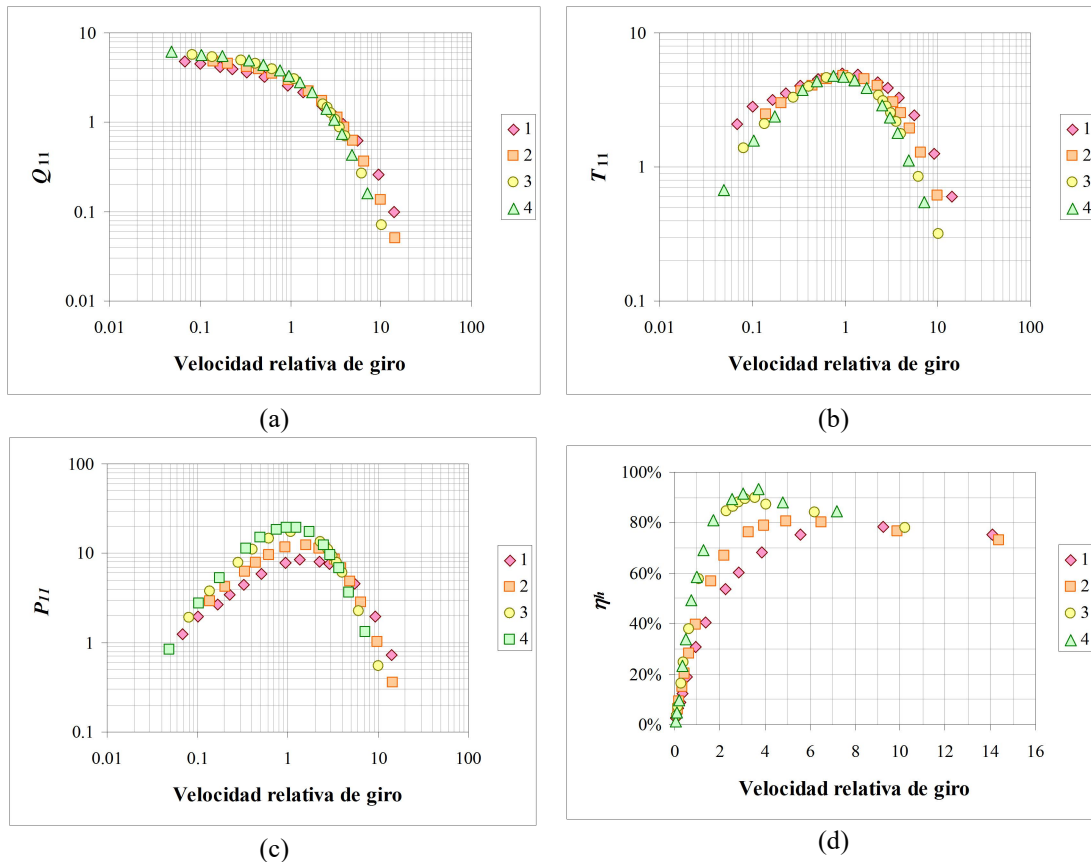 10
1
0.1
0.01
0.01 0.1 1 10 100
Q11
Velocidad relativa de giro
1
2
3
4
(a)
10
1
0.1
0.01 0.1 1 10 100
T11
Velocidad relativa de giro
1
2
3
4
(b)
100
10
1
0.1
0.01 0.1 1 10 100
P11
Velocidad relativa de giro
1
2
3
4
(c)
100%
80%
60%
40%
20%
0%
0 2 4 6 8 10 12 14 16
ηh
Velocidad relativa de giro
1
2
3
4
(d)